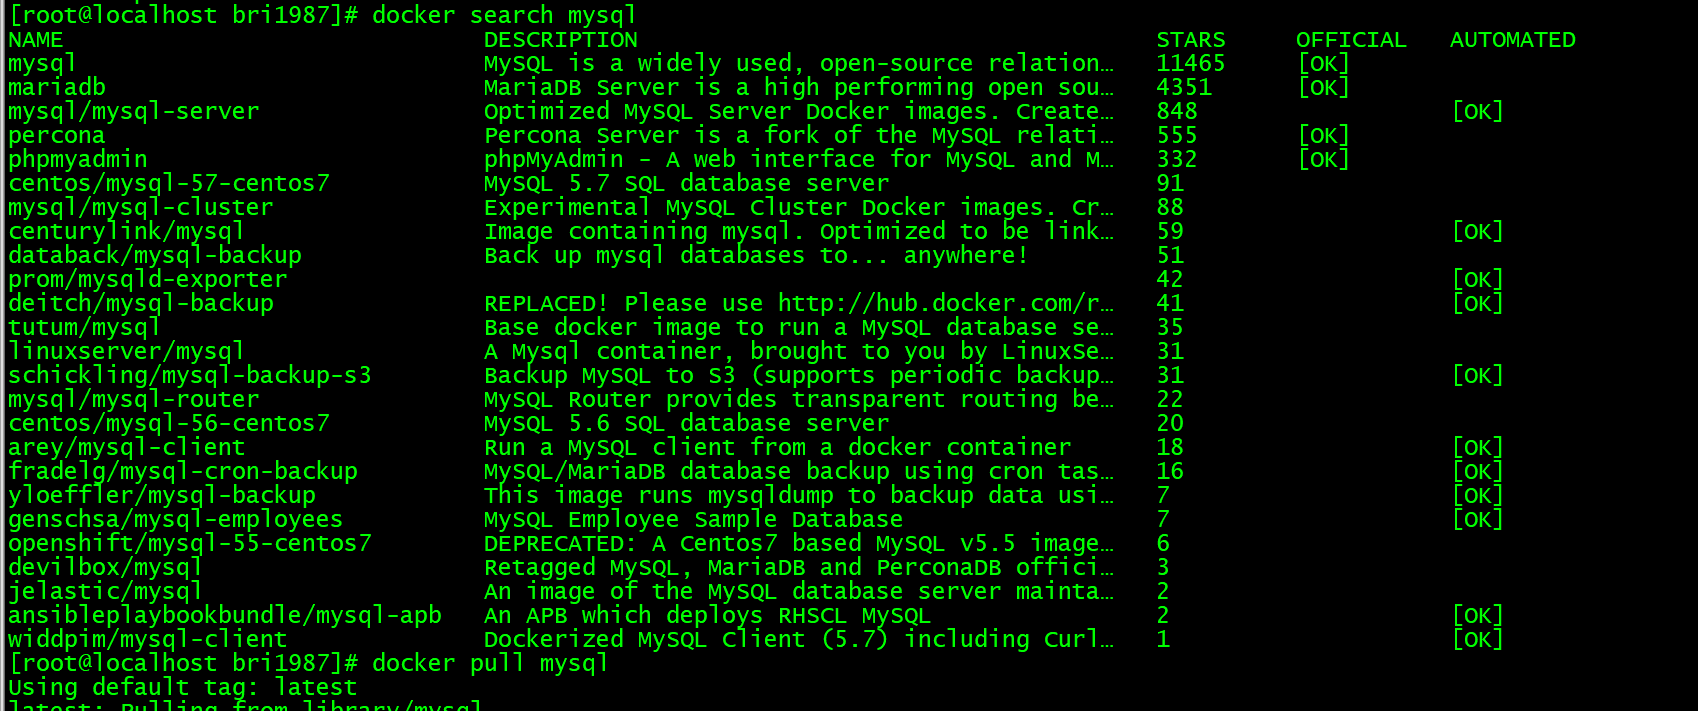 [root@localhost bri1987]# docker search mysql
NAME DESCRIPTION STARS OFFICIAL AUTOMATED
mysql MySQL is a widely used, open-source relation… 11465 [OK]
mariadb MariaDB Server is a high performing open sou… 4351 [OK]
mysql/mysql-server Optimized MySQL Server Docker images. Create… 848 [OK]
percona Percona Server is a fork of the MySQL relati… 555 [OK]
phpmyadmin phpMyAdmin - A web interface for MySQL and M… 332 [OK]
centos/mysql-57-centos7 MySQL 5.7 SQL database server 91
mysql/mysql-cluster Experimental MySQL Cluster Docker images. Cr… 88
centurylink/mysql Image containing mysql. Optimized to be link… 59 [OK]
databack/mysql-backup Back up mysql databases to... anywhere! 51
prom/mysqld-exporter 42 [OK]
deitch/mysql-backup REPLACED! Please use http://hub.docker.com/r… 41 [OK]
tutum/mysql Base docker image to run a MySQL database se… 35
linuxserver/mysql A Mysql container, brought to you by LinuxSe… 31
schickling/mysql-backup-s3 Backup MySQL to S3 (supports periodic backup… 31 [OK]
mysql/mysql-router MySQL Router provides transparent routing be… 22
centos/mysql-56-centos7 MySQL 5.6 SQL database server 20
arey/mysql-client Run a MySQL client from a docker container 18 [OK]
fradelg/mysql-cron-backup MySQL/MariaDB database backup using cron tas… 16 [OK]
yloeffler/mysql-backup This image runs mysqldump to backup data usi… 7 [OK]
genschsa/mysql-employees MySQL Employee Sample Database 7 [OK]
openshift/mysql-55-centos7 DEPRECATED: A Centos7 based MySQL v5.5 image… 6
devilbox/mysql Retagged MySQL, MariaDB and PerconaDB offici… 3
jelastic/mysql An image of the MySQL database server mainta… 2
ansibleplaybookbundle/mysql-apb An APB which deploys RHSCL MySQL 2 [OK]
widdpim/mysql-client Dockerized MySQL Client (5.7) including Curl… 1 [OK]
[root@localhost bri1987]# docker pull mysql
Using default tag: latest
latest: Pulling from library/mysql